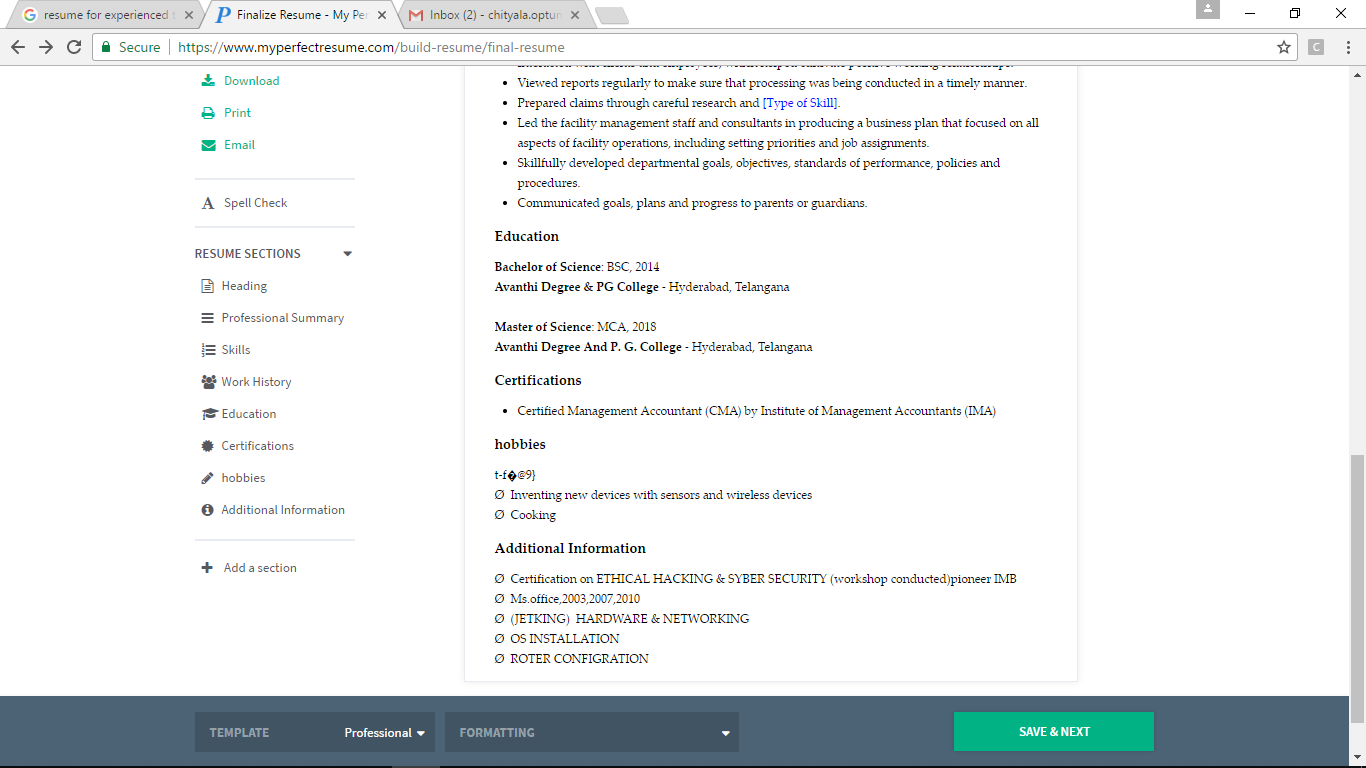 resume for experienced t
Finalize Resume - My Per
Inbox (2) - chityala.optun
Secure
https://www.myperfectresume.com/build-resume/final-resume
C
Download
Print
Email
Spell Check
RESUME SECTIONS
Heading
Professional Summary
Skills
Work History
Education
Certifications
hobbies
Additional Information
Add a section
• Viewed reports regularly to make sure that processing was being conducted in a timely manner.
• Prepared claims through careful research and [Type of Skill].
• Led the facility management staff and consultants in producing a business plan that focused on all
aspects of facility operations, including setting priorities and job assignments.
• Skillfully developed departmental goals, objectives, standards of performance, policies and
procedures.
• Communicated goals, plans and progress to parents or guardians.
Education
Bachelor of Science: BSC, 2014
Avanthi Degree & PG College - Hyderabad, Telangana
Master of Science: MCA, 2018
Avanthi Degree And P. G. College - Hyderabad, Telangana
Certifications
• Certified Management Accountant (CMA) by Institute of Management Accountants (IMA)
hobbies
t-f�@9}
Ø Inventing new devices with sensors and wireless devices
Ø Cooking
Additional Information
Ø Certification on ETHICAL HACKING & SYBER SECURITY (workshop conducted)pioneer IMB
Ø Ms.office,2003,2007,2010
Ø (JETKING) HARDWARE & NETWORKING
Ø OS INSTALLATION
Ø ROTER CONFIGRATION
TEMPLATE Professional
FORMATTING
SAVE & NEXT